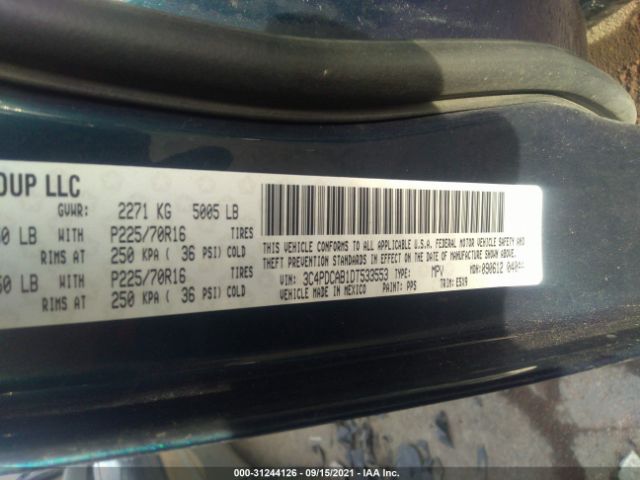 OUP LLC
GVWR: 2271 KG 5005 LB
0 LB WITH P225/70R16 TIRES
RIMS AT 250 KPA ( 36 PSI) COLD
50 LB WITH P225/70R16 TIRES
RIMS AT 250 KPA ( 36 PSI) COLD
THIS VEHICLE CONFORMS TO ALL APPLICABLE U.S.A. FEDERAL MOTOR VEHICLE SAFETY AND
THEFT PREVENTION STANDARDS IN EFFECT ON THE DATE OF MANUFACTURE SHOWN ABOVE.
VIN: 3C4PDCAB1DT533553 TYPE: MPV MDH: 090612
VEHICLE MADE IN MEXICO PAINT: PPS TRIM: E5X9
000-31244126 - 09/15/2021 - IAA Inc.